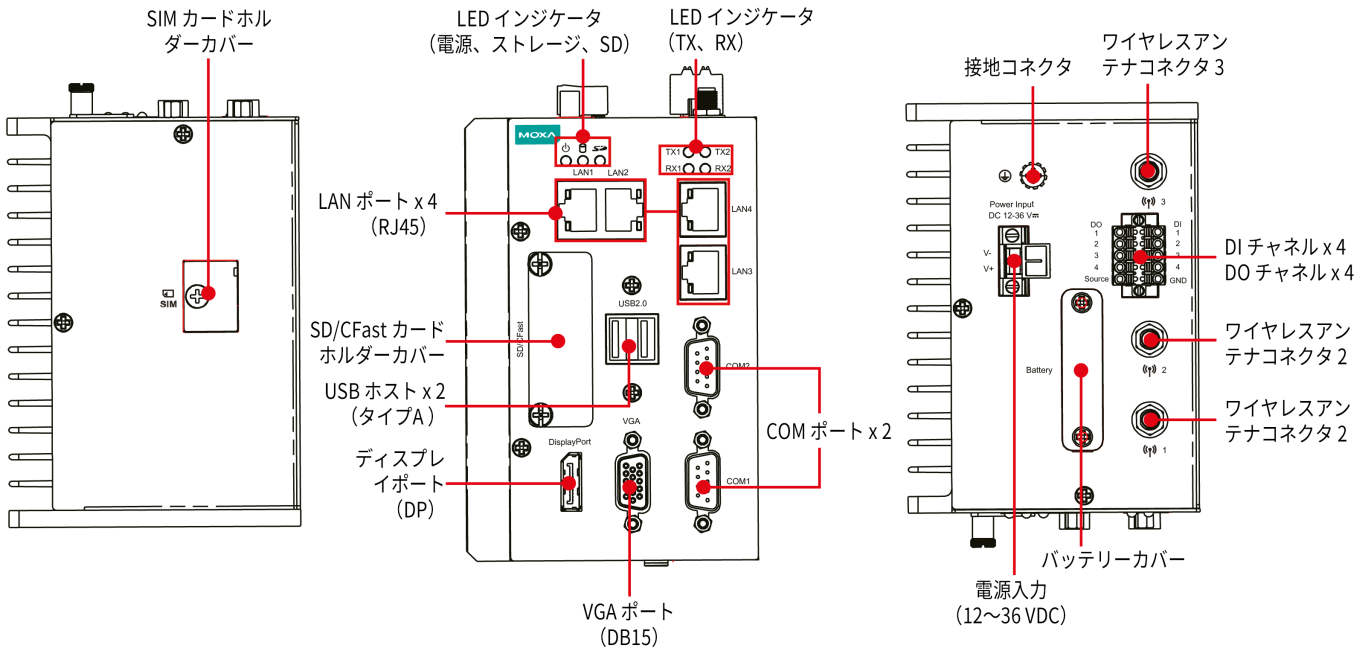 SIM カードホル
ダーカバー
SIM
LED インジケータ
（電源、ストレージ、SD）
LED インジケータ
（TX、RX）
MOXA
TX1
TX2
RX1
RX2
LAN1
LAN2
LAN4
LAN3
LAN ポート x 4
（RJ45）
USB2.0
SD/CFast
SD/CFast カード
ホルダーカバー
USB ホスト x 2
（タイプA ）
COM2
VGA
DisplayPort
COM1
COM ポート x 2
ディスプレ
イポート
（DP）
VGA ポート
（DB15）
接地コネクタ
ワイヤレスアン
テナコネクタ 3
3
Power Input
DC 12-36 V
V-
V+
DO
DI
1
1
2
2
3
3
4
4
Source
GND
DI チャネル x 4
DO チャネル x 4
Battery
ワイヤレスアン
テナコネクタ 2
2
ワイヤレスアン
テナコネクタ 2
1
バッテリーカバー
電源入力
（12～36 VDC）